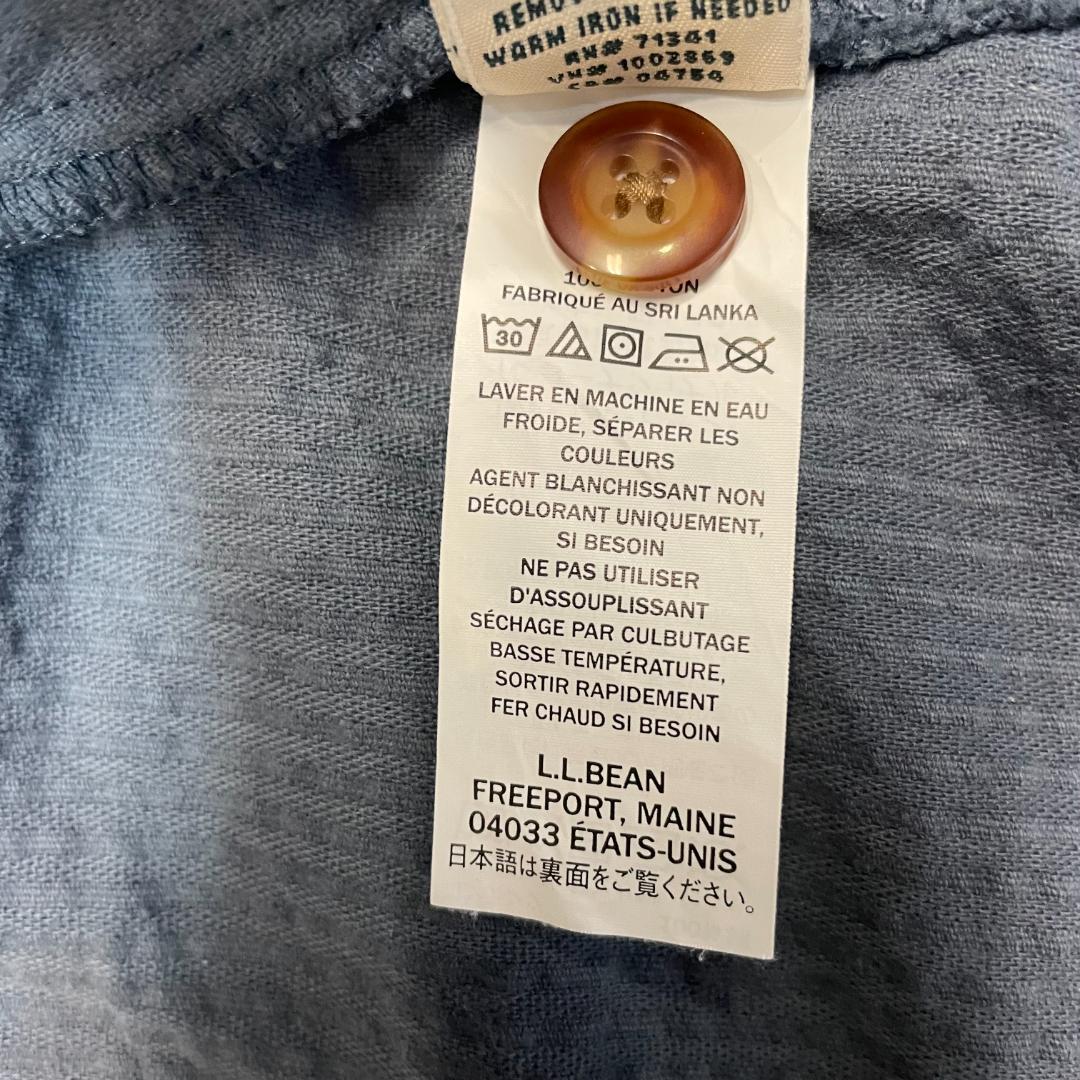 WARM IRON IF NEEDED
RN# 71341
VN# 1002869
04754
FABRIQUÉ AU SRI LANKA
30
LAVER EN MACHINE EN EAU
FROIDE, SÉPARER LES
COULEURS
AGENT BLANCHISSANT NON
DÉCOLORANT UNIQUEMENT,
SI BESOIN
NE PAS UTILISER
D'ASSOUPLISSANT
SÉCHAGE PAR CULBUTAGE
BASSE TEMPÉRATURE,
SORTIR RAPIDEMENT
FER CHAUD SI BESOIN
L.L.BEAN
FREEPORT, MAINE
04033 ÉTATS-UNIS
日本語は裏面をご覧ください。